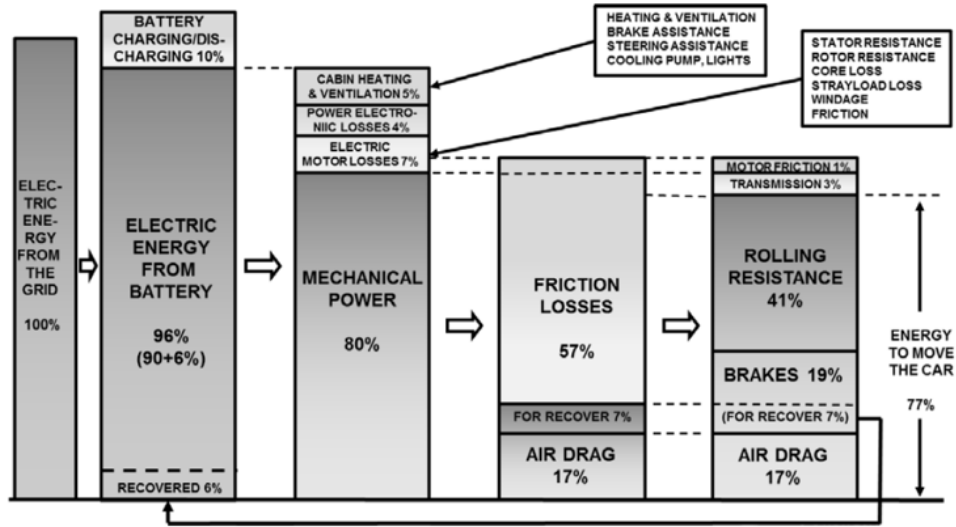 BATTERY
CHARGING/DIS-
CHARGING 10%
HEATING & VENTILATION
BRAKE ASSISTANCE
STEERING ASSISTANCE
COOLING PUMP, LIGHTS
STATOR RESISTANCE
ROTOR RESISTANCE
CORE LOSS
STRAYLOAD LOSS
WINDAGE
FRICTION
ELEC-
TRIC
ENE-
RGY
FROM
THE
GRID
100%
ELECTRIC
ENERGY
FROM
BATTERY
96%
(90+6%)
RECOVERED 6%
CABIN HEATING
& VENTILATION 5%
POWER ELECTRO-
NIIC LOSSES 4%
ELECTRIC
MOTOR LOSSES 7%
MECHANICAL
POWER
80%
FRICTION
LOSSES
57%
FOR RECOVER 7%
AIR DRAG
17%
MOTOR FRICTION 1%
TRANSMISSION 3%
ROLLING
RESISTANCE
41%
BRAKES 19%
(FOR RECOVER 7%)
AIR DRAG
17%
ENERGY
TO MOVE
THE CAR
77%